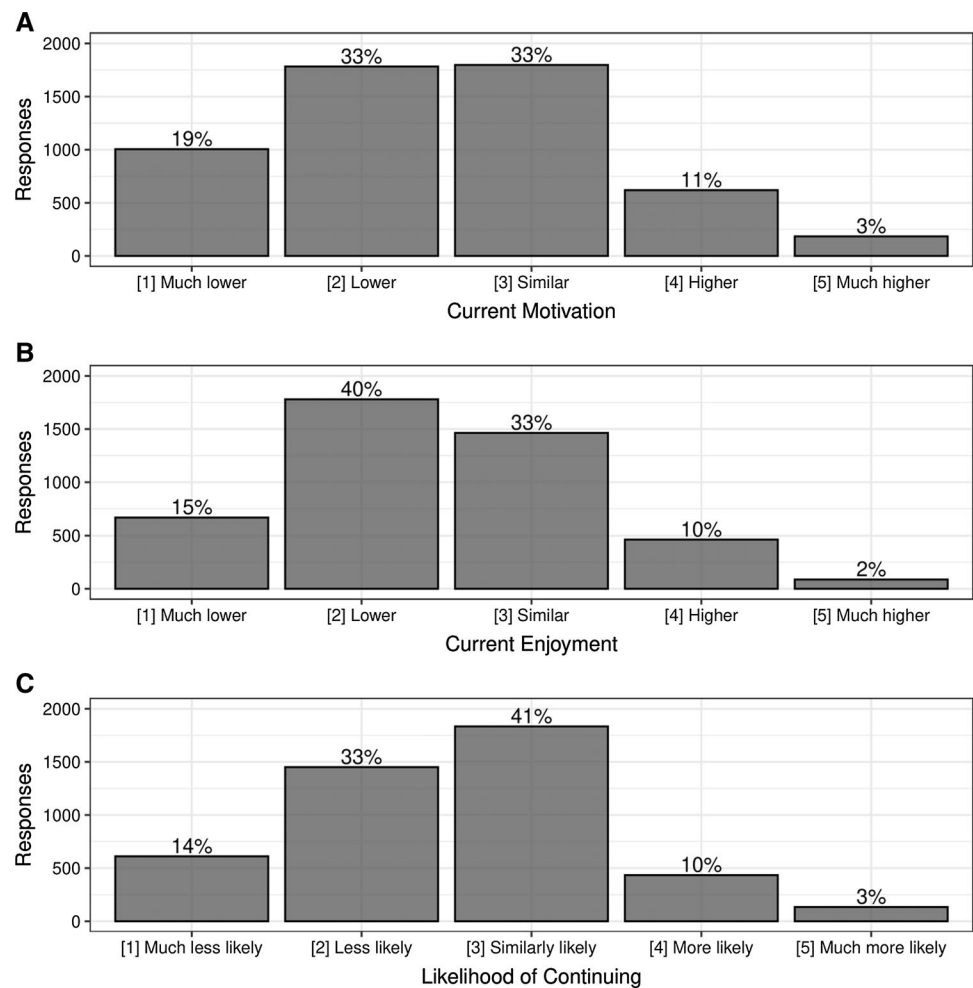 A
2000
1500
1000
500
0
Responses
19%
33%
33%
11%
3%
[1] Much lower
[2] Lower
[3] Similar
[4] Higher
[5] Much higher
Current Motivation
B
2000
1500
1000
500
0
Responses
15%
40%
33%
10%
2%
[1] Much lower
[2] Lower
[3] Similar
[4] Higher
[5] Much higher
Current Enjoyment
C
2000
1500
1000
500
0
Responses
14%
33%
41%
10%
3%
[1] Much less likely
[2] Less likely
[3] Similarly likely
[4] More likely
[5] Much more likely
Likelihood of Continuing